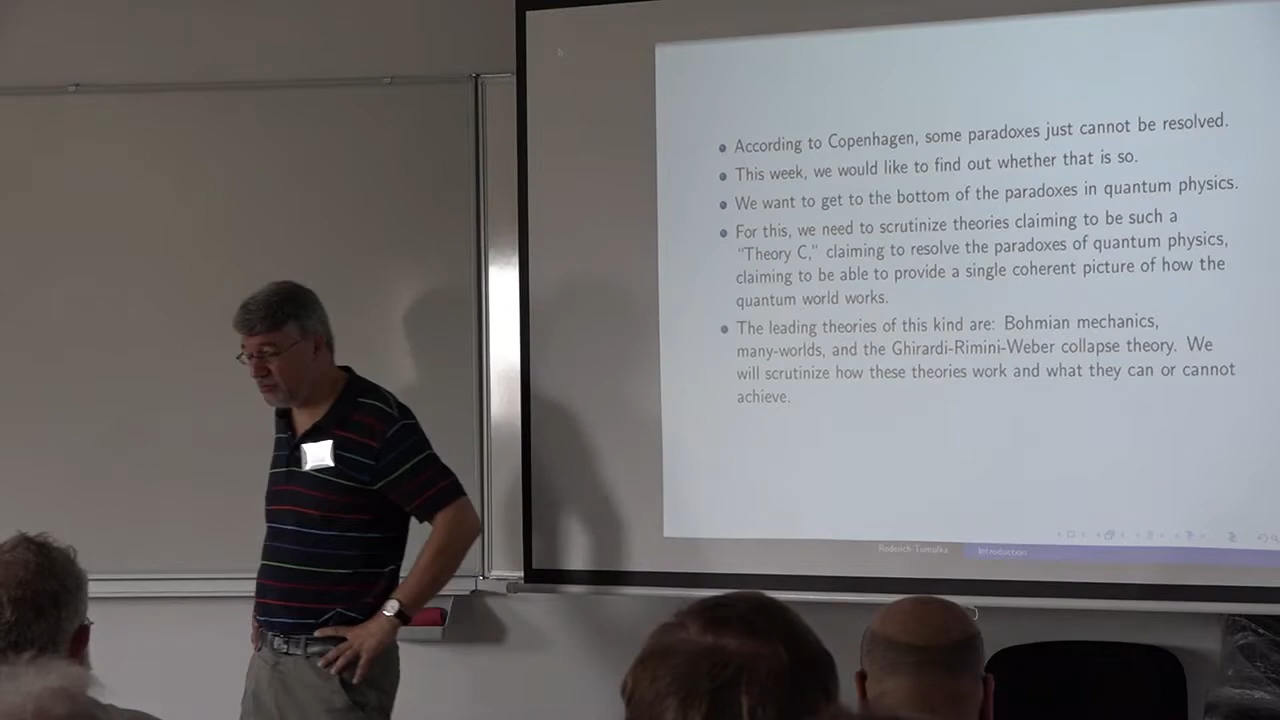 According to Copenhagen, some paradoxes just cannot be resolved.
This week, we would like to find out whether that is so.
We want to get to the bottom of the paradoxes in quantum physics.
For this, we need to scrutinize theories claiming to be such a
"Theory C," claiming to resolve the paradoxes of quantum physics,
claiming to be able to provide a single coherent picture of how the
quantum world works.
The leading theories of this kind are: Bohmian mechanics,
many-worlds, and the Ghirardi-Rimini-Weber collapse theory. We
will scrutinize how these theories work and what they can or cannot
achieve.
Roderich Tumulka
Introduction